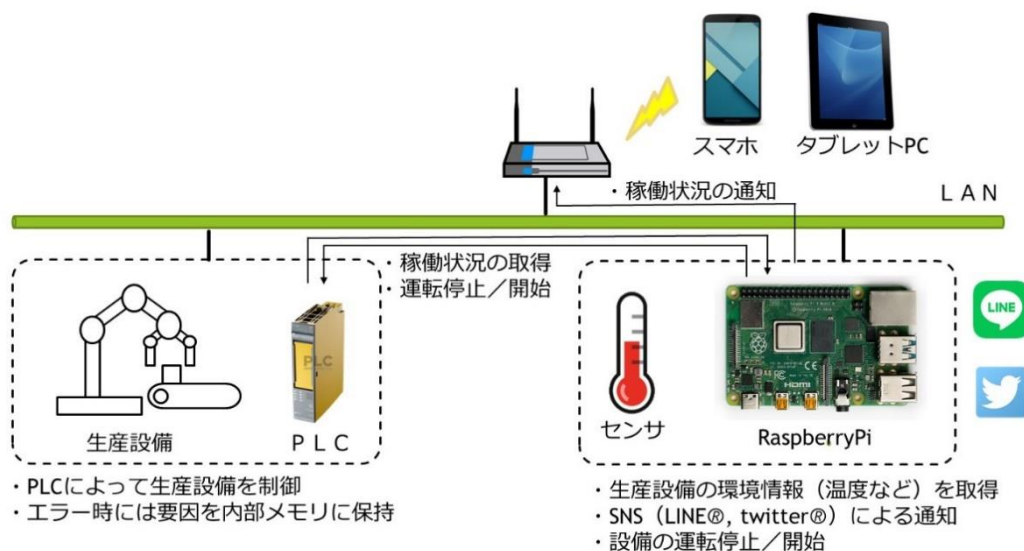 スマホ
タブレットPC
・稼働状況の通知
LAN
・稼働状況の取得
・運転停止／開始
PLC
LINE
HDMI
生産設備
PLC
センサ
RaspberryPi
・PLCによって生産設備を制御
・エラー時には要因を内部メモリに保持
・生産設備の環境情報（温度など）を取得
・SNS（LINE®, twitter®）による通知
・設備の運転停止／開始